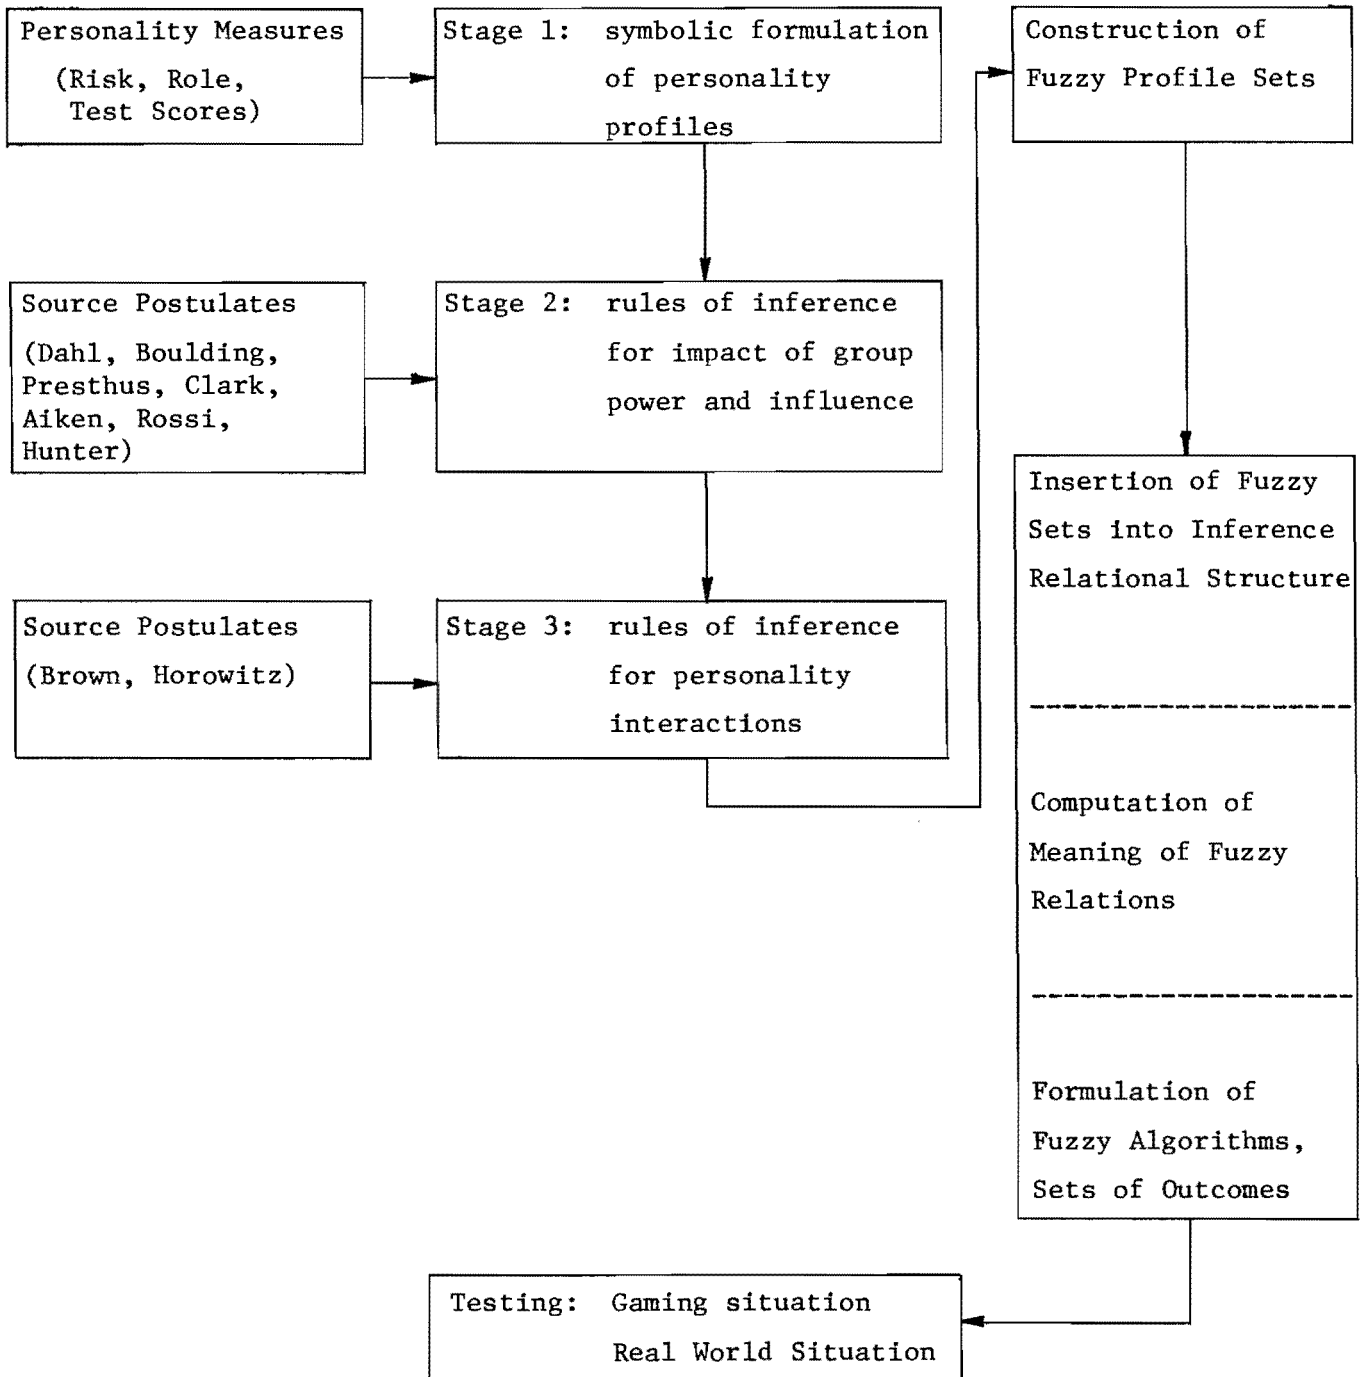 Personality Measures
(Risk, Role,
Test Scores)
Stage 1: symbolic formulation
of personality
profiles
Source Postulates
(Dahl, Boulding,
Presthus, Clark,
Aiken, Rossi,
Hunter)
Stage 2: rules of inference
for impact of group
power and influence
Source Postulates
(Brown, Horowitz)
Stage 3: rules of inference
for personality
interactions
Construction of
Fuzzy Profile Sets
Insertion of Fuzzy
Sets into Inference
Relational Structure
Computation of
Meaning of Fuzzy
Relations
Formulation of
Fuzzy Algorithms,
Sets of Outcomes
Testing: Gaming situation
Real World Situation